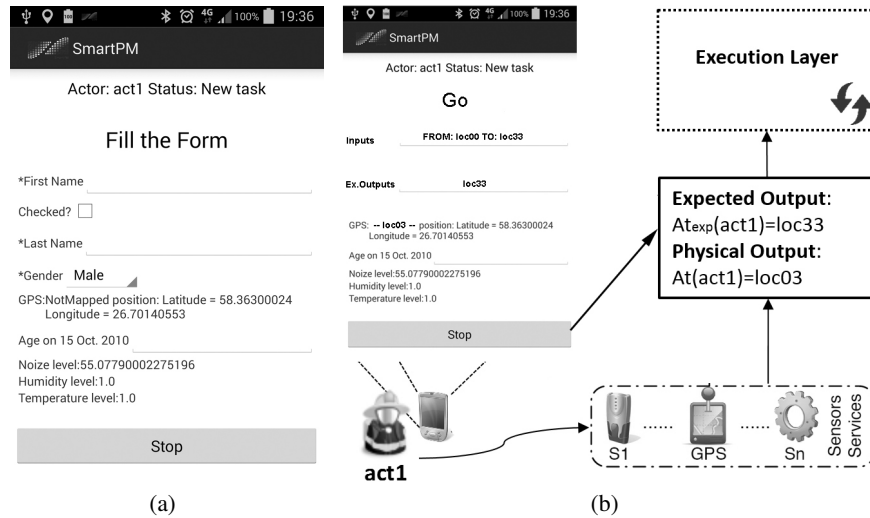 4G 100% 19:36
SmartPM
Actor: act1 Status: New task
Fill the Form
*First Name
Checked?
*Last Name
*Gender Male
GPS:NotMapped position: Latitude = 58.36300024
Longitude = 26.70140553
Age on 15 Oct. 2010
Noize level:55.07790002275196
Humidity level:1.0
Temperature level:1.0
Stop
(a)
4G 100% 19:36
SmartPM
Actor: act1 Status: New task
Go
Inputs FROM: loc00 TO: loc33
Ex.Outputs loc33
GPS: -- loc03 -- position: Latitude = 58.36300024
Longitude = 26.70140553
Age on 15 Oct. 2010
Noize level:55.07790002275196
Humidity level:1.0
Temperature level:1.0
Stop
act1
Execution Layer
Expected Output:
Atexp(act1)=loc33
Physical Output:
At(act1)=loc03
S1 ...... GPS ...... Sn
Sensors
Services
(b)